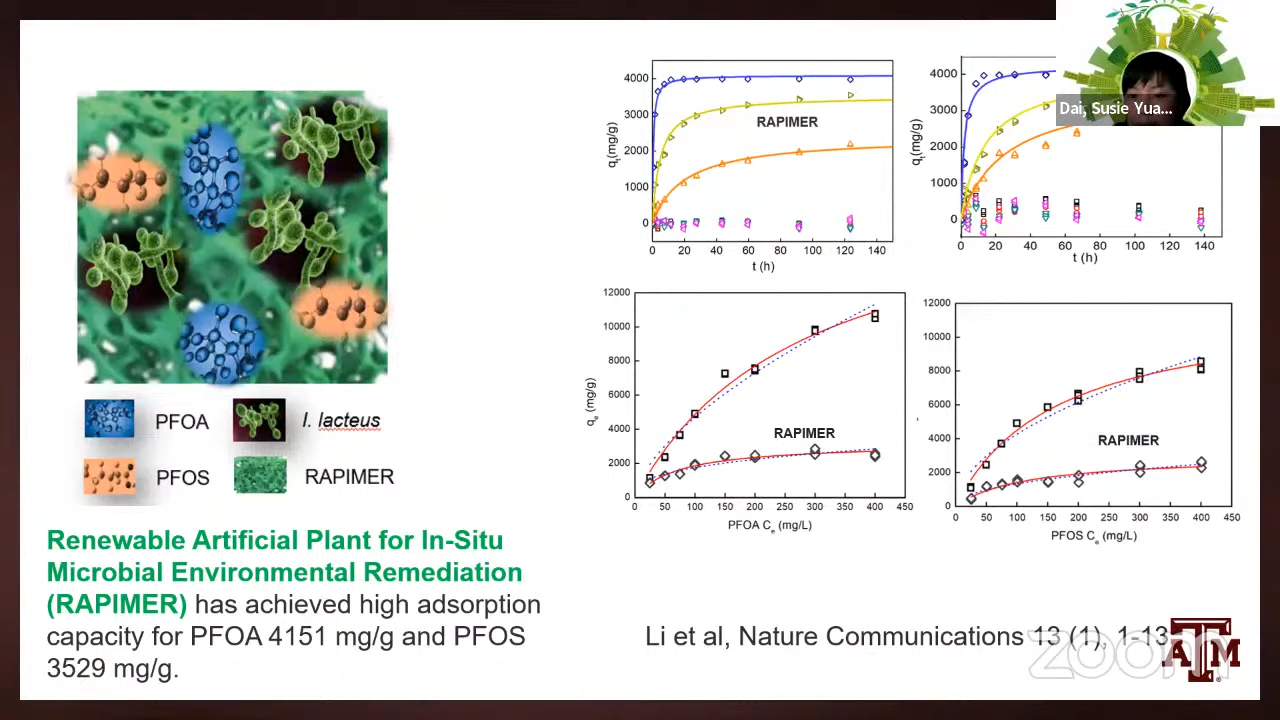 Dai, Susie Yua...
4000
3000
2000
1000
0
q (mg/g)
RAPIMER
0 20 40 60 80 100 120 140
t (h)
4000
3000
2000
1000
0
q (mg/g)
0 20 40 60 80 100 120 140
t (h)
12000
10000
8000
6000
4000
2000
0
qe (mg/g)
RAPIMER
0 50 100 150 200 250 300 350 400 450
PFOA Ce (mg/L)
12000
10000
8000
6000
4000
2000
0
RAPIMER
0 50 100 150 200 250 300 350 400 450
PFOS Ce (mg/L)
PFOA
I. lacteus
PFOS
RAPIMER
Renewable Artificial Plant for In-Situ
Microbial Environmental Remediation
(RAPIMER) has achieved high adsorption
capacity for PFOA 4151 mg/g and PFOS
3529 mg/g.
Li et al, Nature Communications 13 (1), 1-13
zoom
ATM